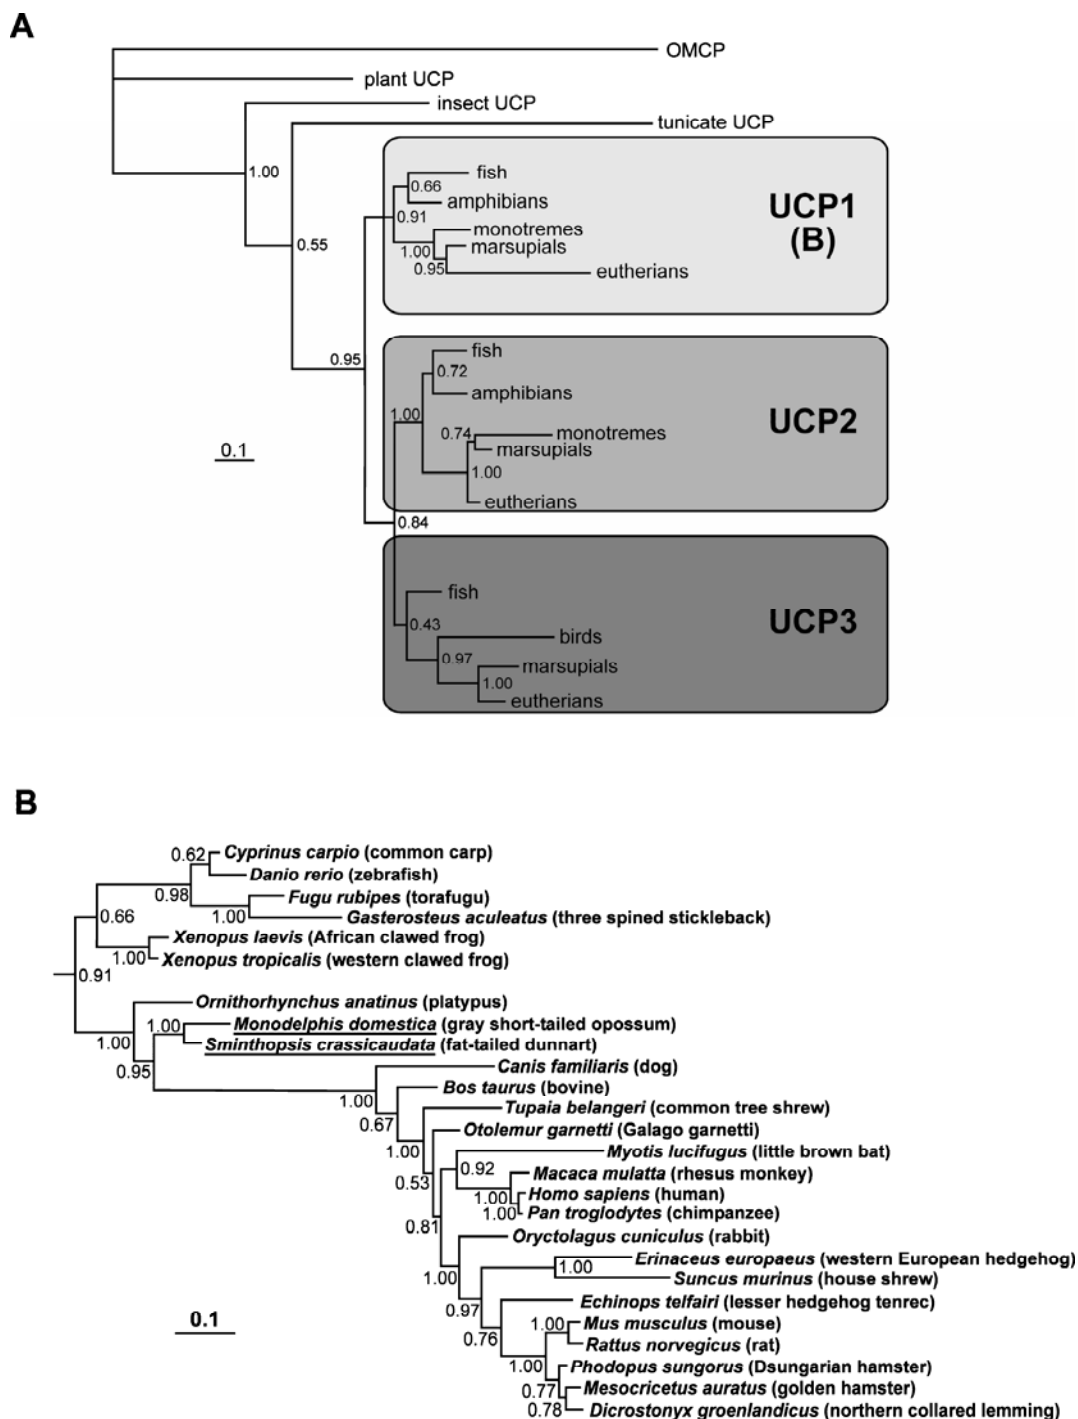 A
OMCP
plant UCP
insect UCP
tunicate UCP
1.00
0.55
0.95
0.1
fish
0.66
amphibians
0.91
monotremes
1.00
marsupials
0.95
eutherians
UCP1
(B)
fish
0.72
amphibians
1.00
0.74
monotremes
marsupials
1.00
eutherians
UCP2
0.84
fish
0.43
birds
0.97
marsupials
1.00
eutherians
UCP3
B
0.62
Cyprinus carpio (common carp)
Danio rerio (zebrafish)
0.98
Fugu rubipes (torafugu)
1.00
Gasterosteus aculeatus (three spined stickleback)
0.66
Xenopus laevis (African clawed frog)
1.00
Xenopus tropicalis (western clawed frog)
0.91
Ornithorhynchus anatinus (platypus)
1.00
Monodelphis domestica (gray short-tailed opossum)
1.00
Sminthopsis crassicaudata (fat-tailed dunnart)
0.95
Canis familiaris (dog)
1.00
Bos taurus (bovine)
0.67
Tupaia belangeri (common tree shrew)
1.00
Otolemur garnetti (Galago garnetti)
Myotis lucifugus (little brown bat)
0.92
0.53
Macaca mulatta (rhesus monkey)
1.00
Homo sapiens (human)
1.00
Pan troglodytes (chimpanzee)
0.81
Oryctolagus cuniculus (rabbit)
1.00
Erinaceus europaeus (western European hedgehog)
1.00
Suncus murinus (house shrew)
0.97
Echinops telfairi (lesser hedgehog tenrec)
0.76
1.00
Mus musculus (mouse)
Rattus norvegicus (rat)
1.00
Phodopus sungorus (Dsungarian hamster)
0.77
Mesocricetus auratus (golden hamster)
0.78
Dicrostonyx groenlandicus (northern collared lemming)
0.1